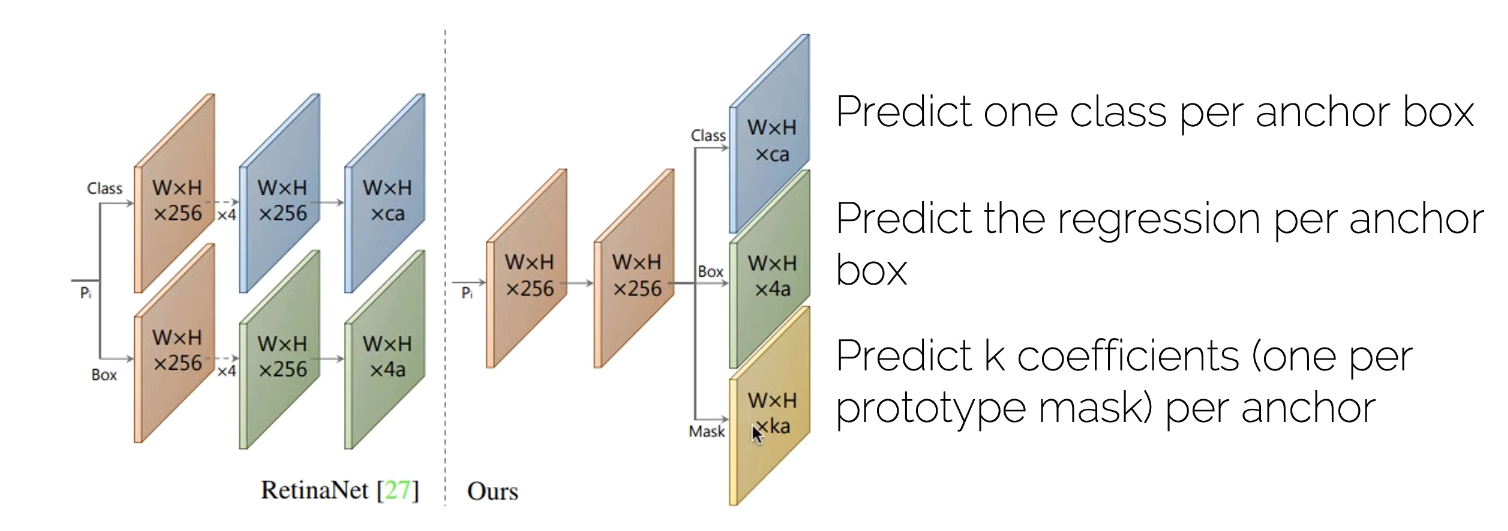 Class
W×H
×256
×4
W×H
×256
W×H
×ca
Pᵢ
Box
W×H
×256
×4
W×H
×256
W×H
×4a
RetinaNet [27]
Pᵢ
W×H
×256
W×H
×256
Class
W×H
×ca
Box
W×H
×4a
Mask
W×H
×ka
Ours
Predict one class per anchor box
Predict the regression per anchor
box
Predict k coefficients (one per
prototype mask) per anchor